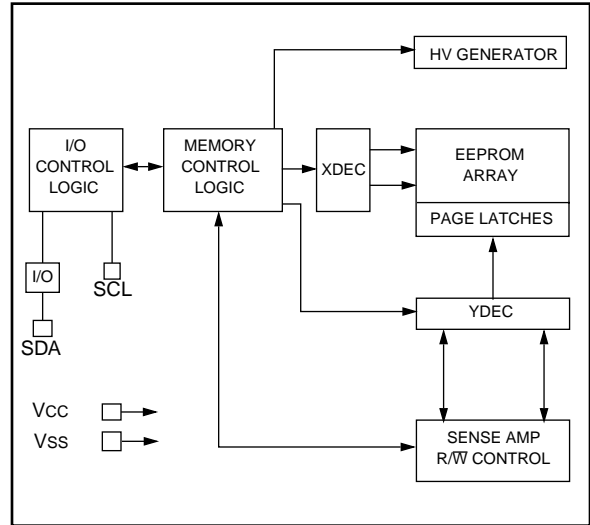 HV GENERATOR
I/O
CONTROL
LOGIC
MEMORY
CONTROL
LOGIC
XDEC
EEPROM
ARRAY
PAGE LATCHES
I/O
SCL
SDA
YDEC
VCC
VSS
SENSE AMP
R/W̅ CONTROL